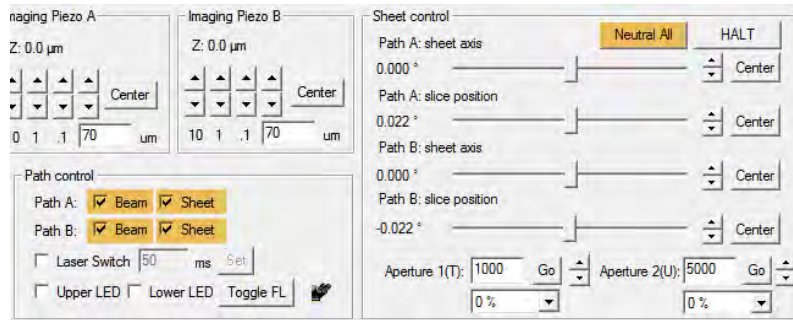 maging Piezo A
Z: 0.0 µm
Center
0 1 .1 70 um
Imaging Piezo B
Z: 0.0 µm
Center
10 1 .1 70 um
Path control
Path A: Beam Sheet
Path B: Beam Sheet
Laser Switch 50 ms Set
Upper LED Lower LED Toggle FL
Sheet control
Neutral All HALT
Path A: sheet axis
0.000 ° Center
Path A: slice position
0.022 ° Center
Path B: sheet axis
0.000 ° Center
Path B: slice position
-0.022 ° Center
Aperture 1(T): 1000 Go Aperture 2(U): 5000 Go
0 % 0 %